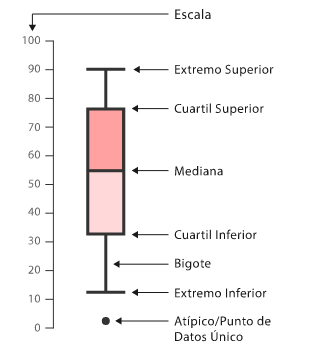 Escala
100
90
Extremo Superior
80
Cuartil Superior
70
60
Mediana
50
40
Cuartil Inferior
30
Bigote
20
10
Extremo Inferior
0
Atípico/Punto de
Datos Único